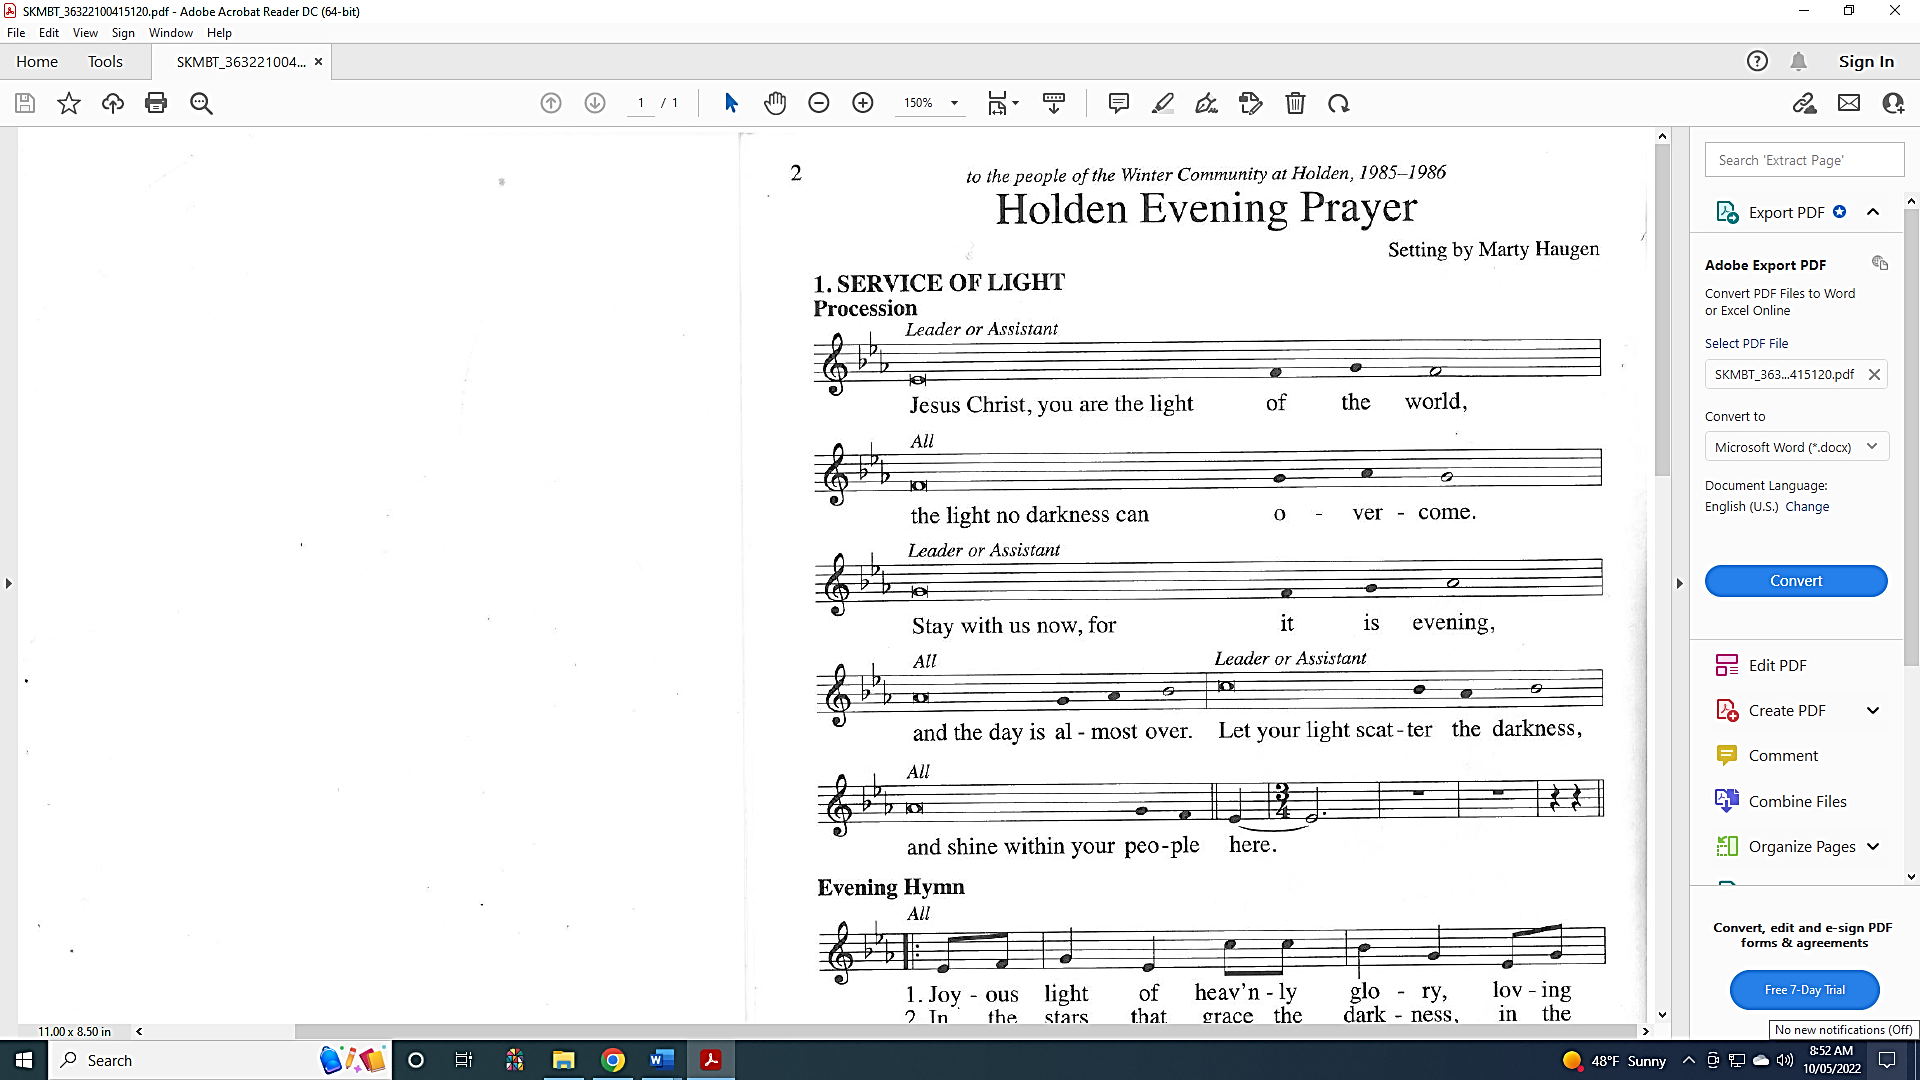 SKMBT_36322100415120.pdf - Adobe Acrobat Reader DC (64-bit)
File Edit View Sign Window Help
Home Tools SKMBT_363221004... × Sign In
1 / 1 150%
2
to the people of the Winter Community at Holden, 1985–1986
Holden Evening Prayer
Setting by Marty Haugen
1. SERVICE OF LIGHT
Procession
Leader or Assistant
Jesus Christ, you are the light of the world,
All
the light no darkness can o - ver - come.
Leader or Assistant
Stay with us now, for it is evening,
All Leader or Assistant
and the day is al - most over. Let your light scat - ter the darkness,
All
3
4
and shine within your peo - ple here.
Evening Hymn
All
1. Joy - ous light of heav'n - ly glo - ry, lov - ing
2. In the stars that grace the dark - ness, in the
11.00 x 8.50 in
Search 'Extract Page'
Export PDF
Adobe Export PDF
Convert PDF Files to Word
or Excel Online
Select PDF File
SKMBT_363...415120.pdf
Convert to
Microsoft Word (*.docx)
Document Language:
English (U.S.) Change
Convert
Edit PDF
Create PDF
Comment
Combine Files
Organize Pages
Convert, edit and e-sign PDF
forms & agreements
Free 7-Day Trial
No new notifications (Off)
Search
48°F Sunny
8:52 AM
10/05/2022